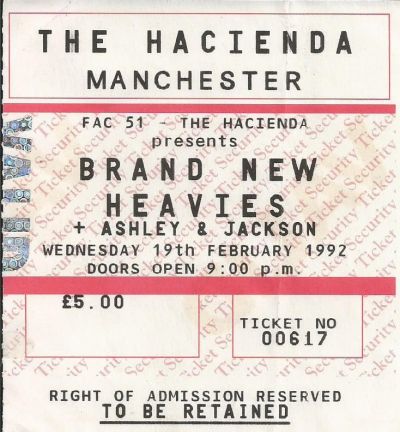 THE HACIENDA
MANCHESTER
FAC 51 - THE HACIENDA
presents
BRAND NEW
HEAVIES
+ ASHLEY & JACKSON
WEDNESDAY 19th FEBRUARY 1992
DOORS OPEN 9:00 p.m.
£5.00
TICKET NO
00617
RIGHT OF ADMISSION RESERVED
TO BE RETAINED